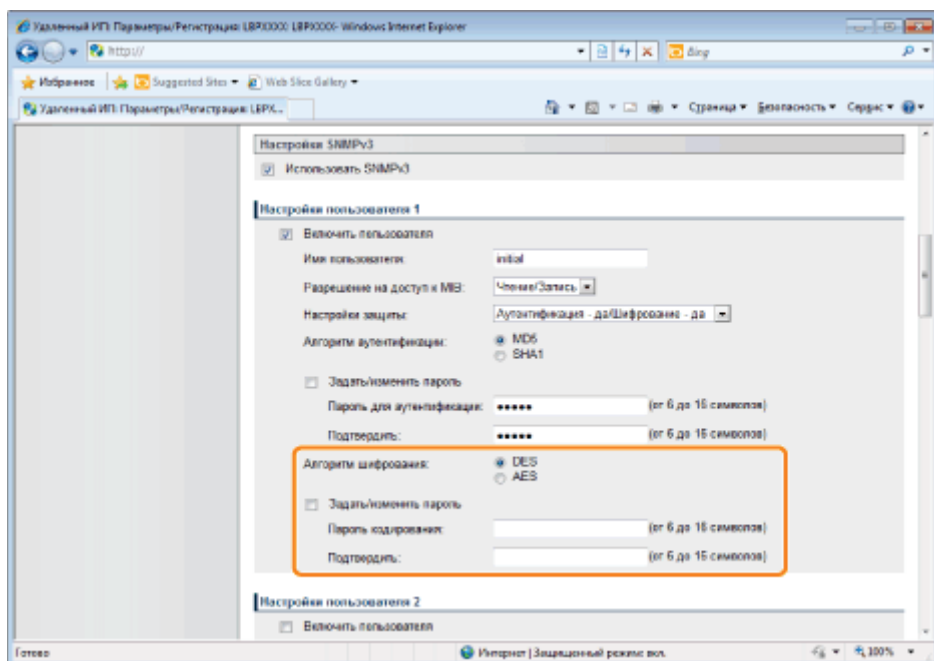 Удаленный ИП: Параметры/Регистрация: LBPXXXX: LBPXXXX- Windows Internet Explorer
http://
Bing
Избранное Suggested Sites Web Slice Gallery
Удаленный ИП: Параметры/Регистрация: LBPX...
Страница Безопасность Сервис
Настройки SNMPv3
Использовать SNMPv3
Настройки пользователя 1
Включить пользователя
Имя пользователя: initial
Разрешение на доступ к MIB: Чтение/Запись
Настройки защиты: Аутентификация - да/Шифрование - да
Алгоритм аутентификации: MD5
SHA1
Задать/изменить пароль
Пароль для аутентификации: ••••• (от 6 до 16 символов)
Подтвердить: ••••• (от 6 до 16 символов)
Алгоритм шифрования: DES
AES
Задать/изменить пароль
Пароль кодирования: (от 6 до 16 символов)
Подтвердить: (от 6 до 16 символов)
Настройки пользователя 2
Включить пользователя
Готово
Интернет | Защищенный режим: вкл.
100%